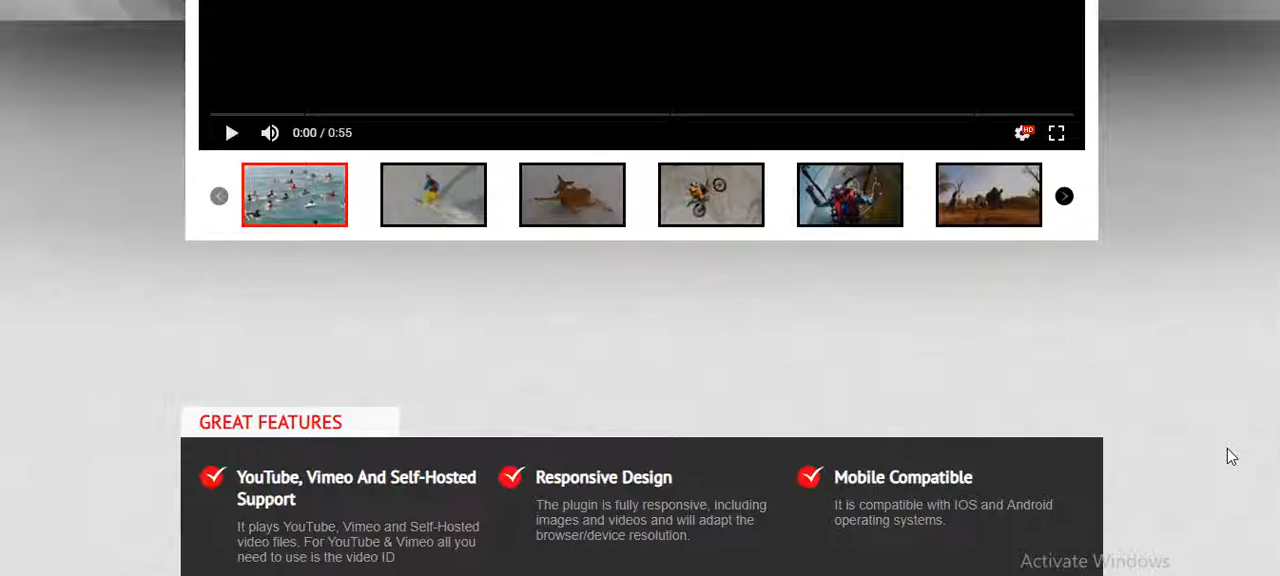 0:00 / 0:55
HD
GREAT FEATURES
YouTube, Vimeo And Self-Hosted
Support
It plays YouTube, Vimeo and Self-Hosted
video files. For YouTube & Vimeo all you
need to use is the video ID
Responsive Design
The plugin is fully responsive, including
images and videos and will adapt the
browser/device resolution.
Mobile Compatible
It is compatible with IOS and Android
operating systems.
Activate Windows